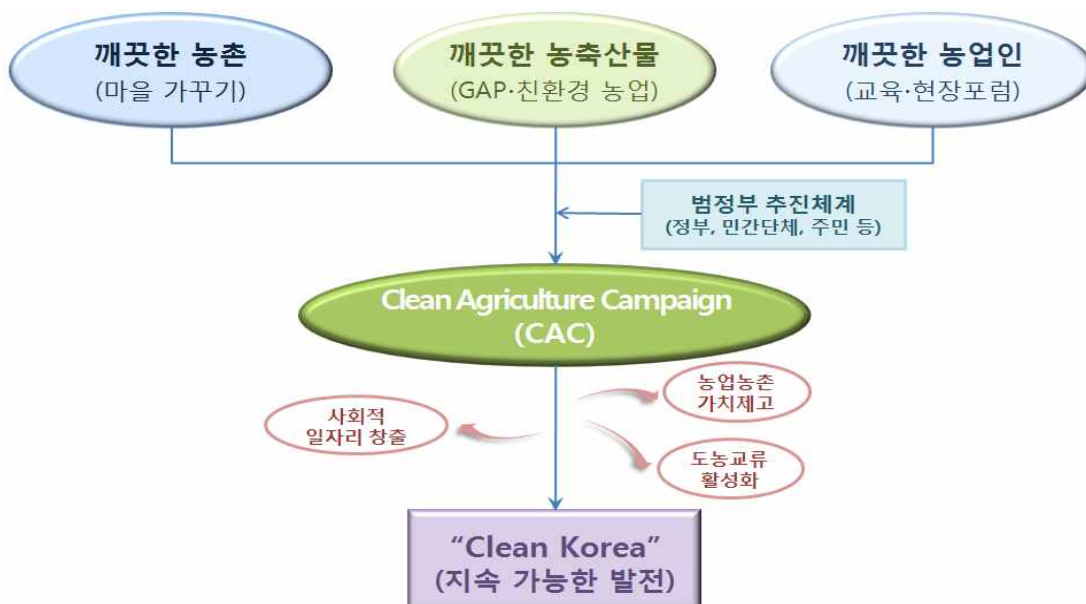 깨끗한 농촌
(마을 가꾸기)
깨끗한 농축산물
(GAP·친환경 농업)
깨끗한 농업인
(교육·현장포럼)
범정부 추진체계
(정부, 민간단체, 주민 등)
Clean Agriculture Campaign
(CAC)
농업농촌
가치제고
사회적
일자리 창출
도농교류
활성화
“Clean Korea”
(지속 가능한 발전)